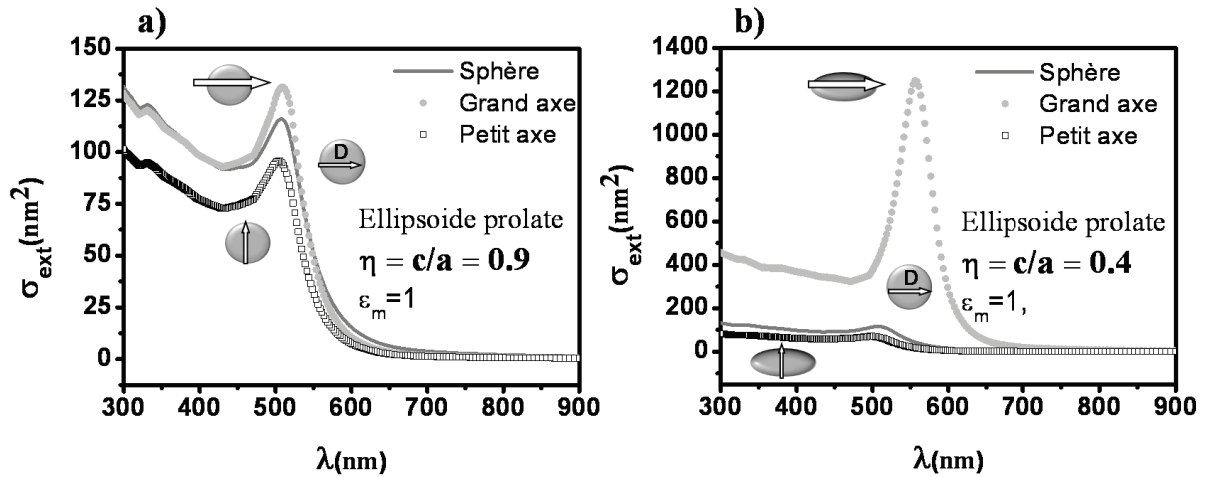 a)
σext(nm²)
150
125
100
75
50
25
0
Sphère
Grand axe
Petit axe
D
Ellipsoide prolate
η = c/a = 0.9
εm=1
300 400 500 600 700 800 900
λ(nm)
b)
σext(nm²)
1400
1200
1000
800
600
400
200
0
Sphère
Grand axe
Petit axe
Ellipsoide prolate
D
η = c/a = 0.4
εm=1,
300 400 500 600 700 800 900
λ(nm)